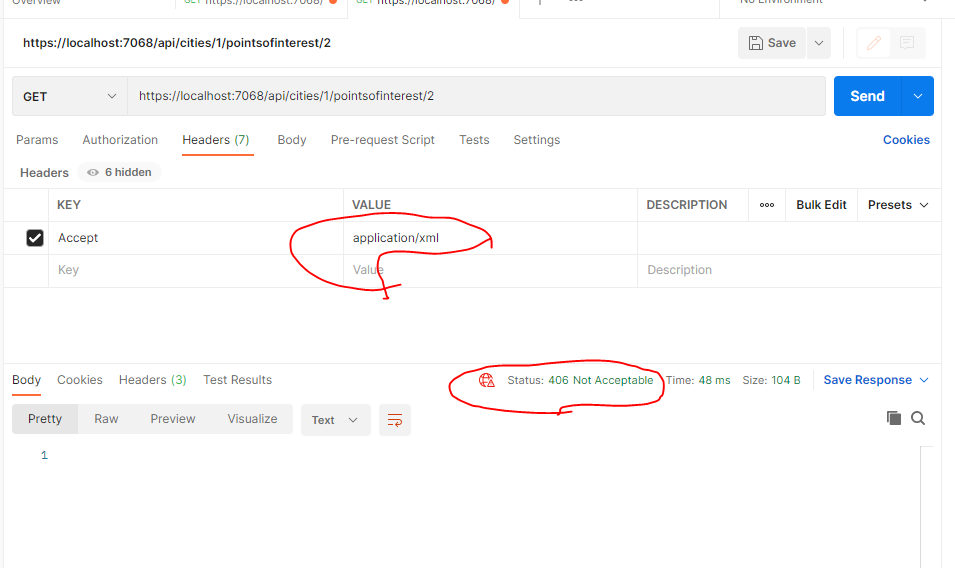 Overview GET https://localhost:7068/ GET https://localhost:7068/ No Environment
https://localhost:7068/api/cities/1/pointsofinterest/2 Save
GET https://localhost:7068/api/cities/1/pointsofinterest/2 Send
Params Authorization Headers (7) Body Pre-request Script Tests Settings Cookies
Headers 6 hidden
KEY VALUE DESCRIPTION Bulk Edit Presets
Accept application/xml
Key Value Description
Body Cookies Headers (3) Test Results Status: 406 Not Acceptable Time: 48 ms Size: 104 B Save Response
Pretty Raw Preview Visualize Text
1